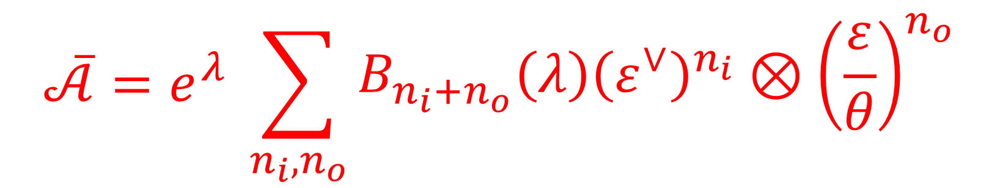 𝒜̄ = e^λ ∑_{n_i,n_o} B_{n_i+n_o}(λ)(ε^∨)^{n_i} ⊗ (ε/θ)^{n_o}